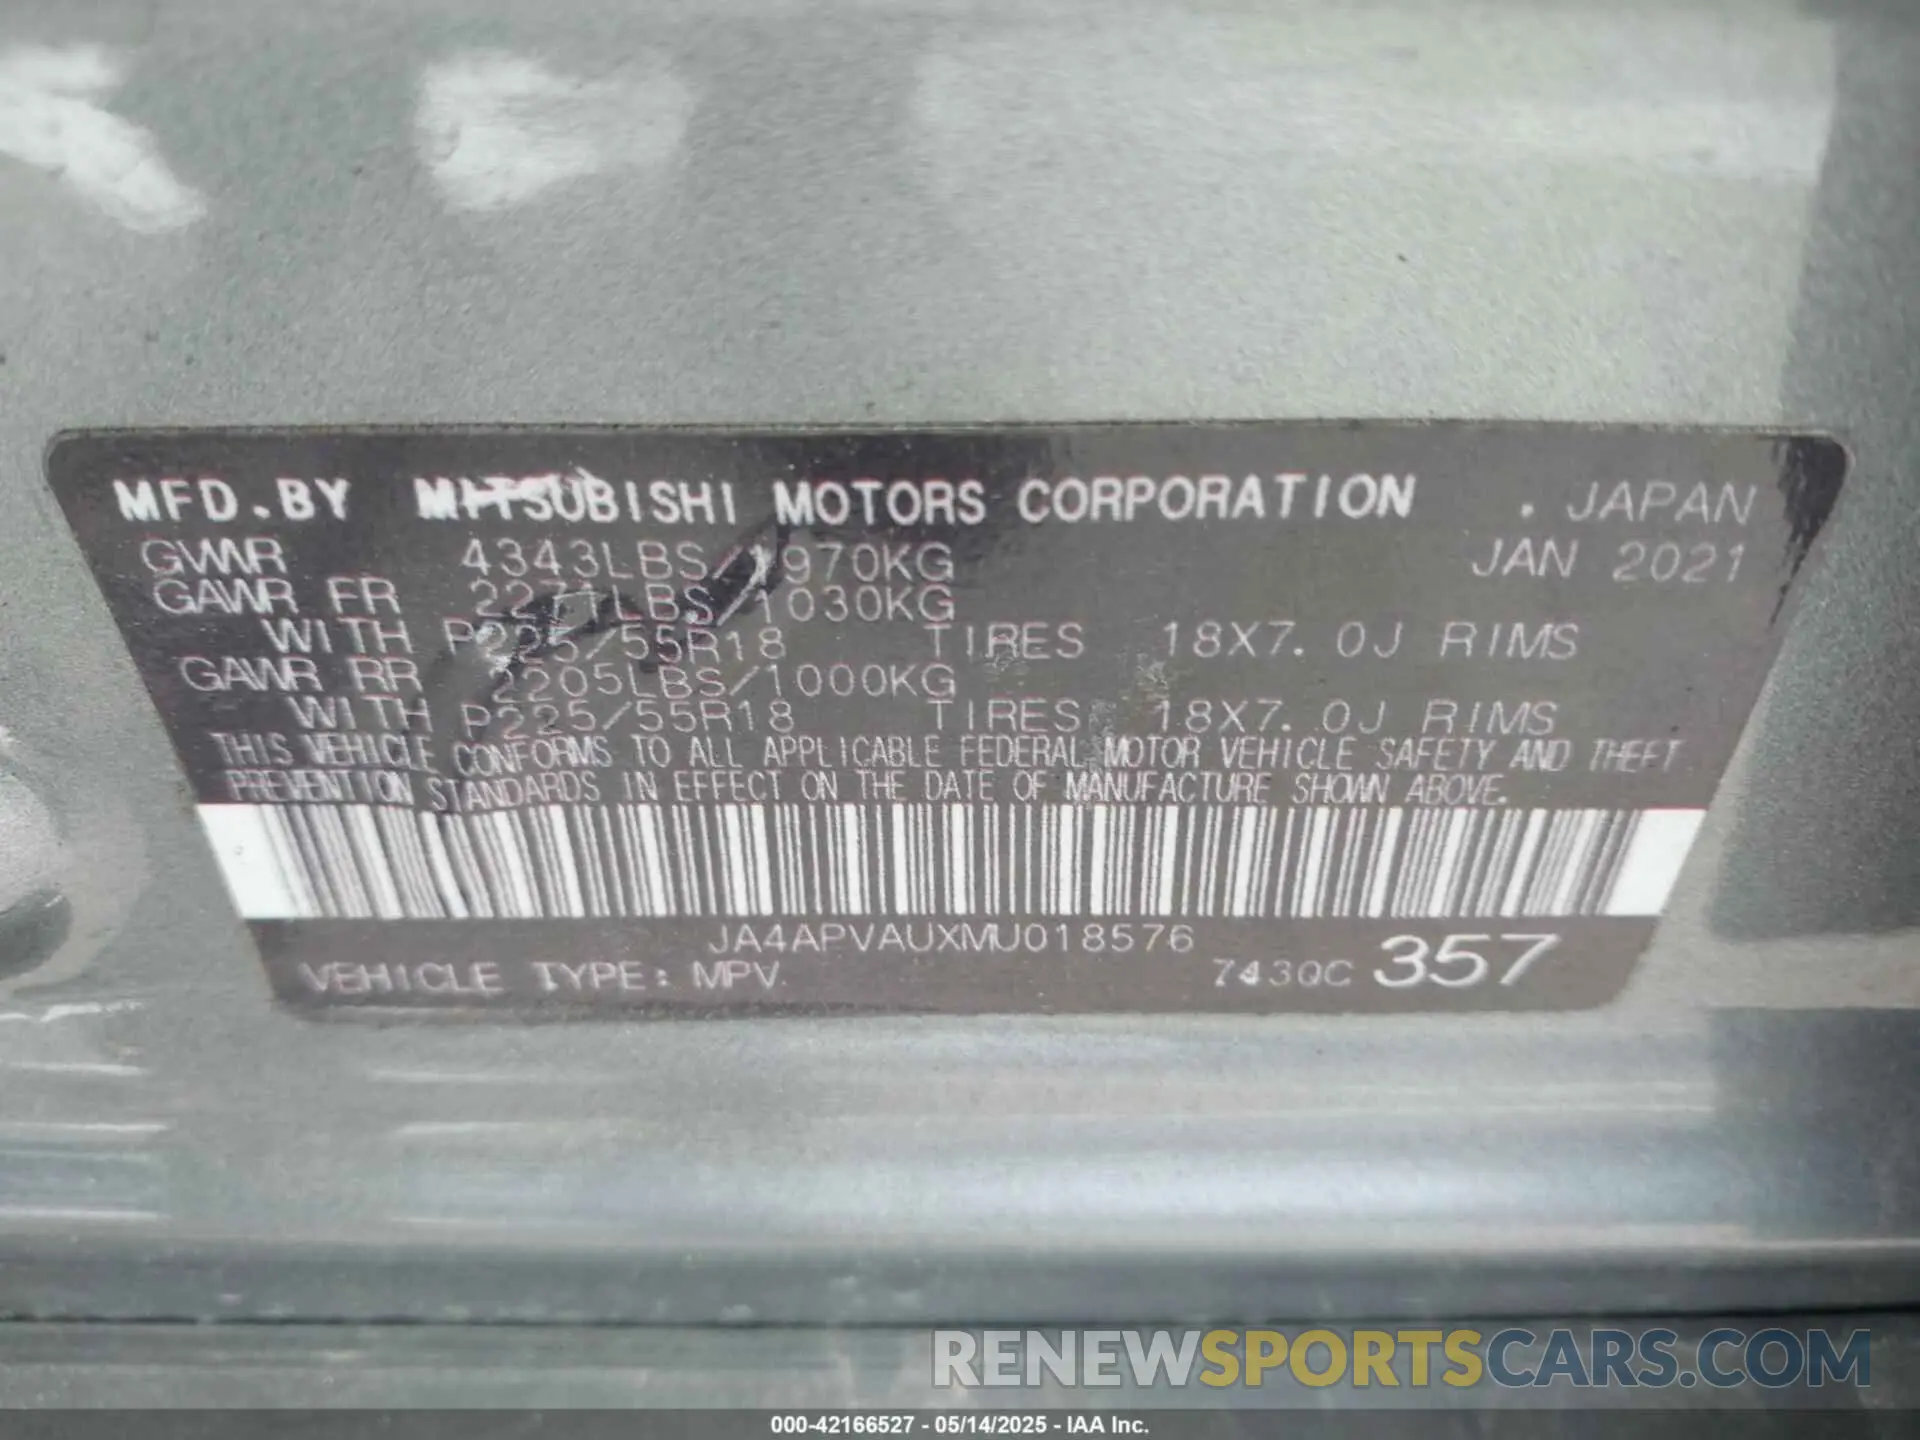 MFD.BY MITSUBISHI MOTORS CORPORATION . JAPAN
GVWR 4343LBS/1970KG JAN 2021
GAWR FR 2271LBS/1030KG
WITH P225/55R18 TIRES 18X7.0J RIMS
GAWR RR 2205LBS/1000KG
WITH P225/55R18 TIRES 18X7.0J RIMS
THIS VEHICLE CONFORMS TO ALL APPLICABLE FEDERAL MOTOR VEHICLE SAFETY AND THEFT
PREVENTION STANDARDS IN EFFECT ON THE DATE OF MANUFACTURE SHOWN ABOVE.
JA4APVAUXMU018576
VEHICLE TYPE: MPV. 743QC 357
RENEWSPORTSCARS.COM
000-42166527 - 05/14/2025 - IAA Inc.